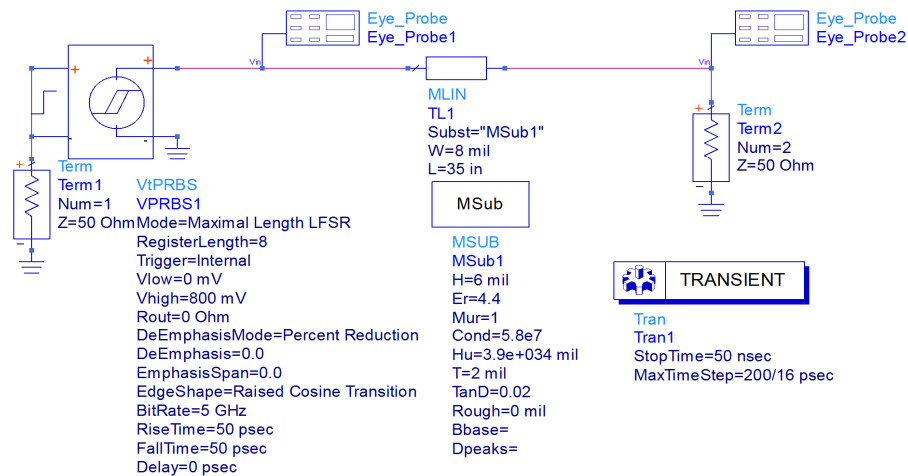 Eye_Probe
Eye_Probe1
Eye_Probe
Eye_Probe2
+
+
-
-
Vin
Vin
MLIN
TL1
Subst="MSub1"
W=8 mil
L=35 in
+
-
Term
Term1
Num=1
Z=50 Ohm
+
-
Term
Term2
Num=2
Z=50 Ohm
VtPRBS
VPRBS1
Mode=Maximal Length LFSR
RegisterLength=8
Trigger=Internal
Vlow=0 mV
Vhigh=800 mV
Rout=0 Ohm
DeEmphasisMode=Percent Reduction
DeEmphasis=0.0
EmphasisSpan=0.0
EdgeShape=Raised Cosine Transition
BitRate=5 GHz
RiseTime=50 psec
FallTime=50 psec
Delay=0 psec
MSub
MSUB
MSub1
H=6 mil
Er=4.4
Mur=1
Cond=5.8e7
Hu=3.9e+034 mil
T=2 mil
TanD=0.02
Rough=0 mil
Bbase=
Dpeaks=
TRANSIENT
Tran
Tran1
StopTime=50 nsec
MaxTimeStep=200/16 psec